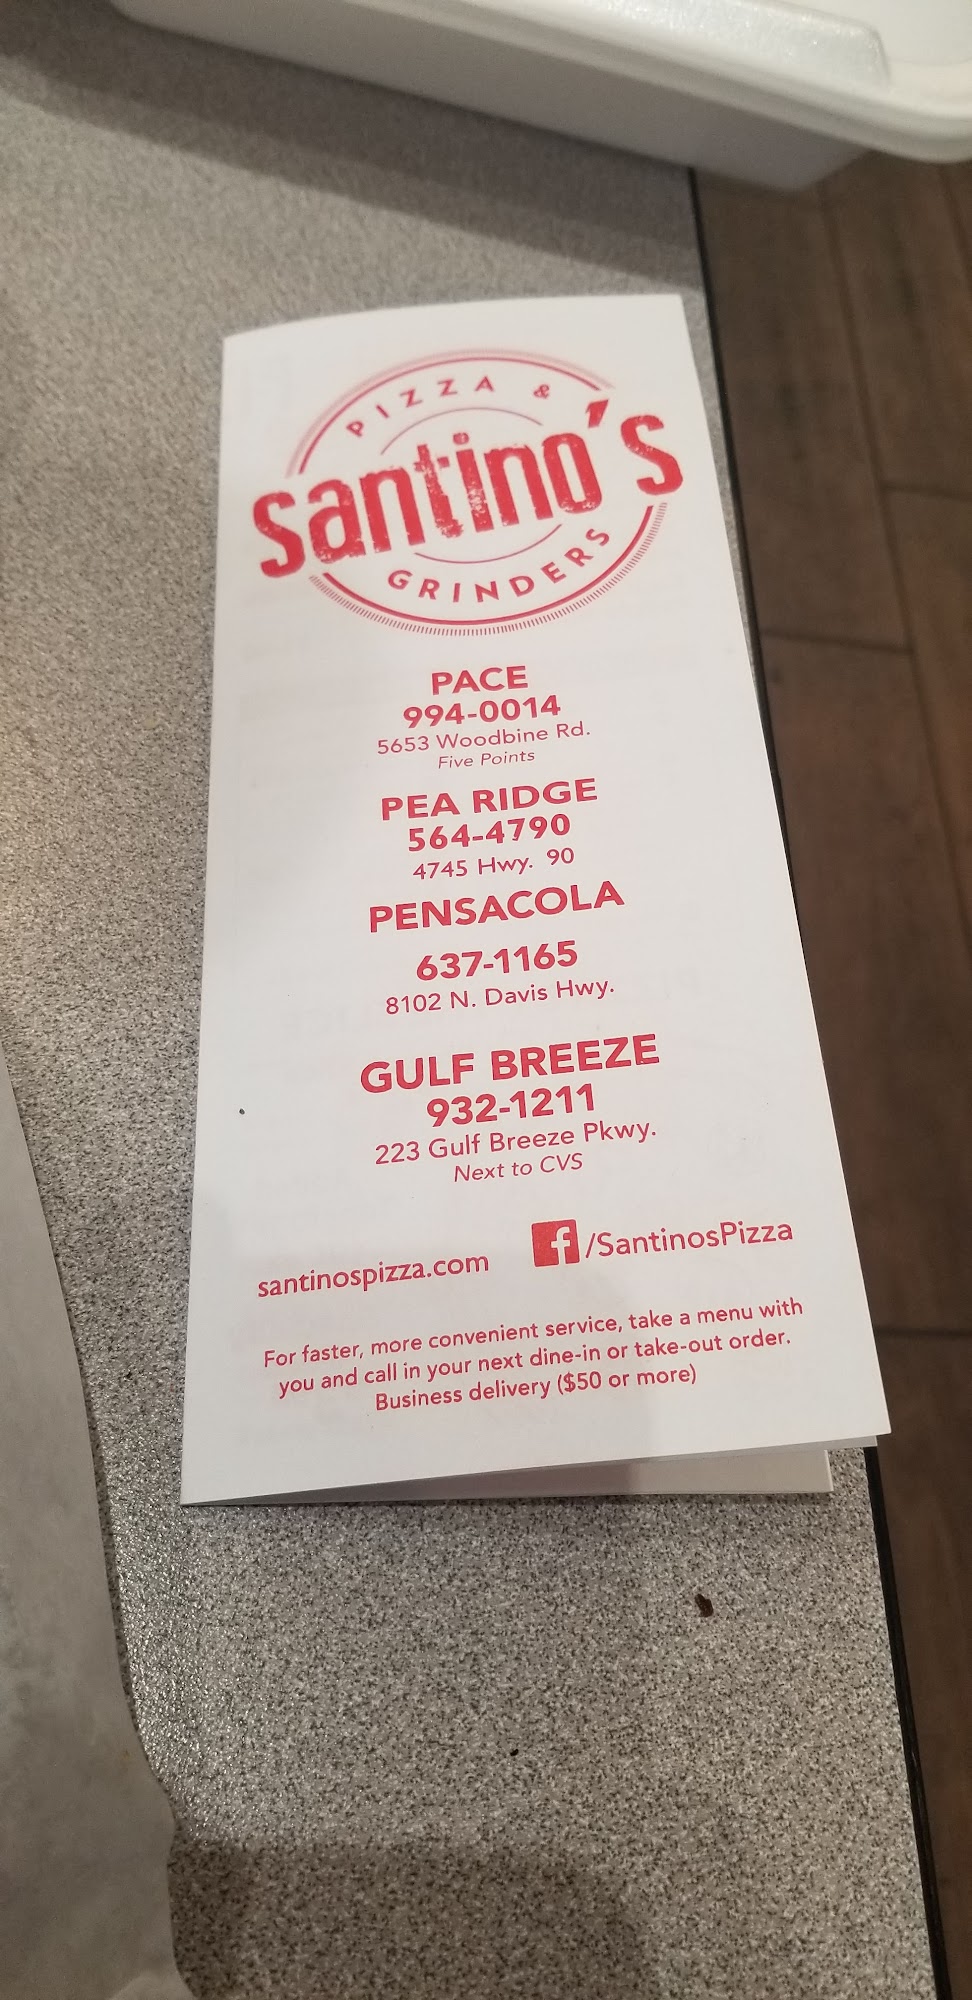 PIZZA &
santino's
GRINDERS
PACE
994-0014
5653 Woodbine Rd.
Five Points
PEA RIDGE
564-4790
4745 Hwy. 90
PENSACOLA
637-1165
8102 N. Davis Hwy.
GULF BREEZE
932-1211
223 Gulf Breeze Pkwy.
Next to CVS
santinospizza.com
f/SantinosPizza
For faster, more convenient service, take a menu with
you and call in your next dine-in or take-out order.
Business delivery ($50 or more)